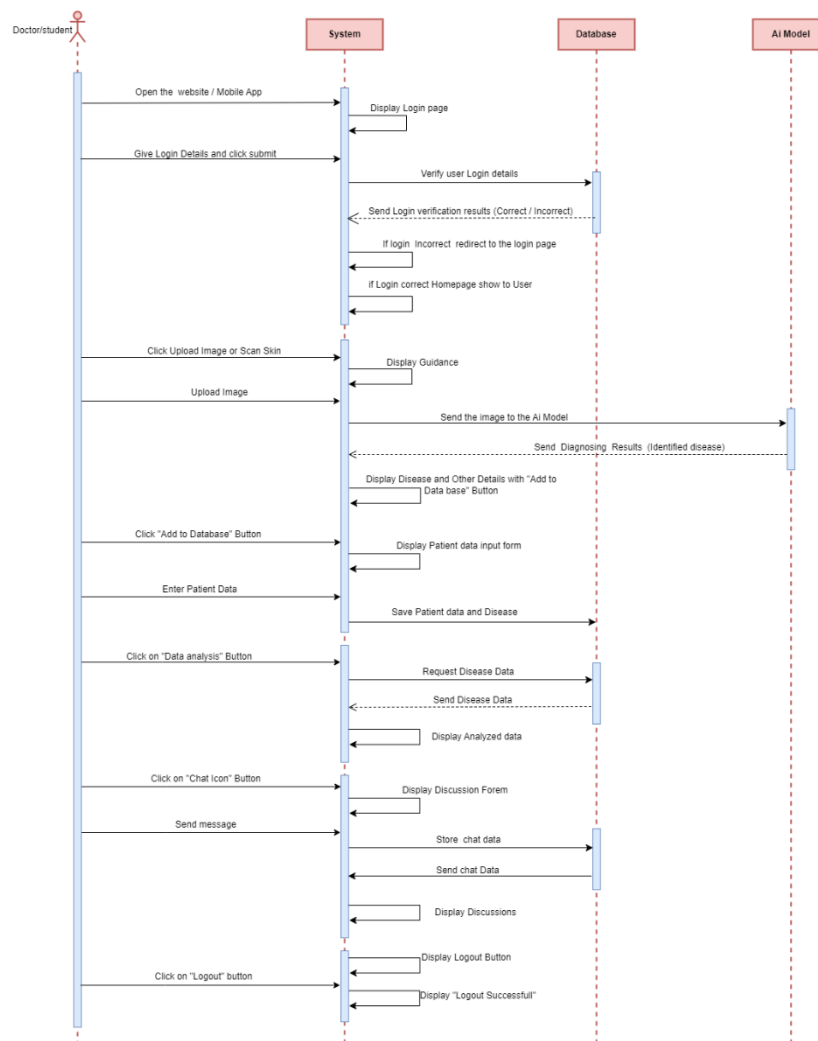 Doctor/student
System
Database
Ai Model
Open the website / Mobile App
Display Login page
Give Login Details and click submit
Verify user Login details
Send Login verification results (Correct / Incorrect)
If login Incorrect redirect to the login page
if Login correct Homepage show to User
Click Upload Image or Scan Skin
Display Guidance
Upload Image
Send the image to the Ai Model
Send Diagnosing Results (Identified disease)
Display Disease and Other Details with "Add to
Data base" Button
Click "Add to Database" Button
Display Patient data input form
Enter Patient Data
Save Patient data and Disease
Click on "Data analysis" Button
Request Disease Data
Send Disease Data
Display Analyzed data
Click on "Chat Icon" Button
Display Discussion Forem
Send message
Store chat data
Send chat Data
Display Discussions
Display Logout Button
Click on "Logout" button
Display "Logout Successfull"